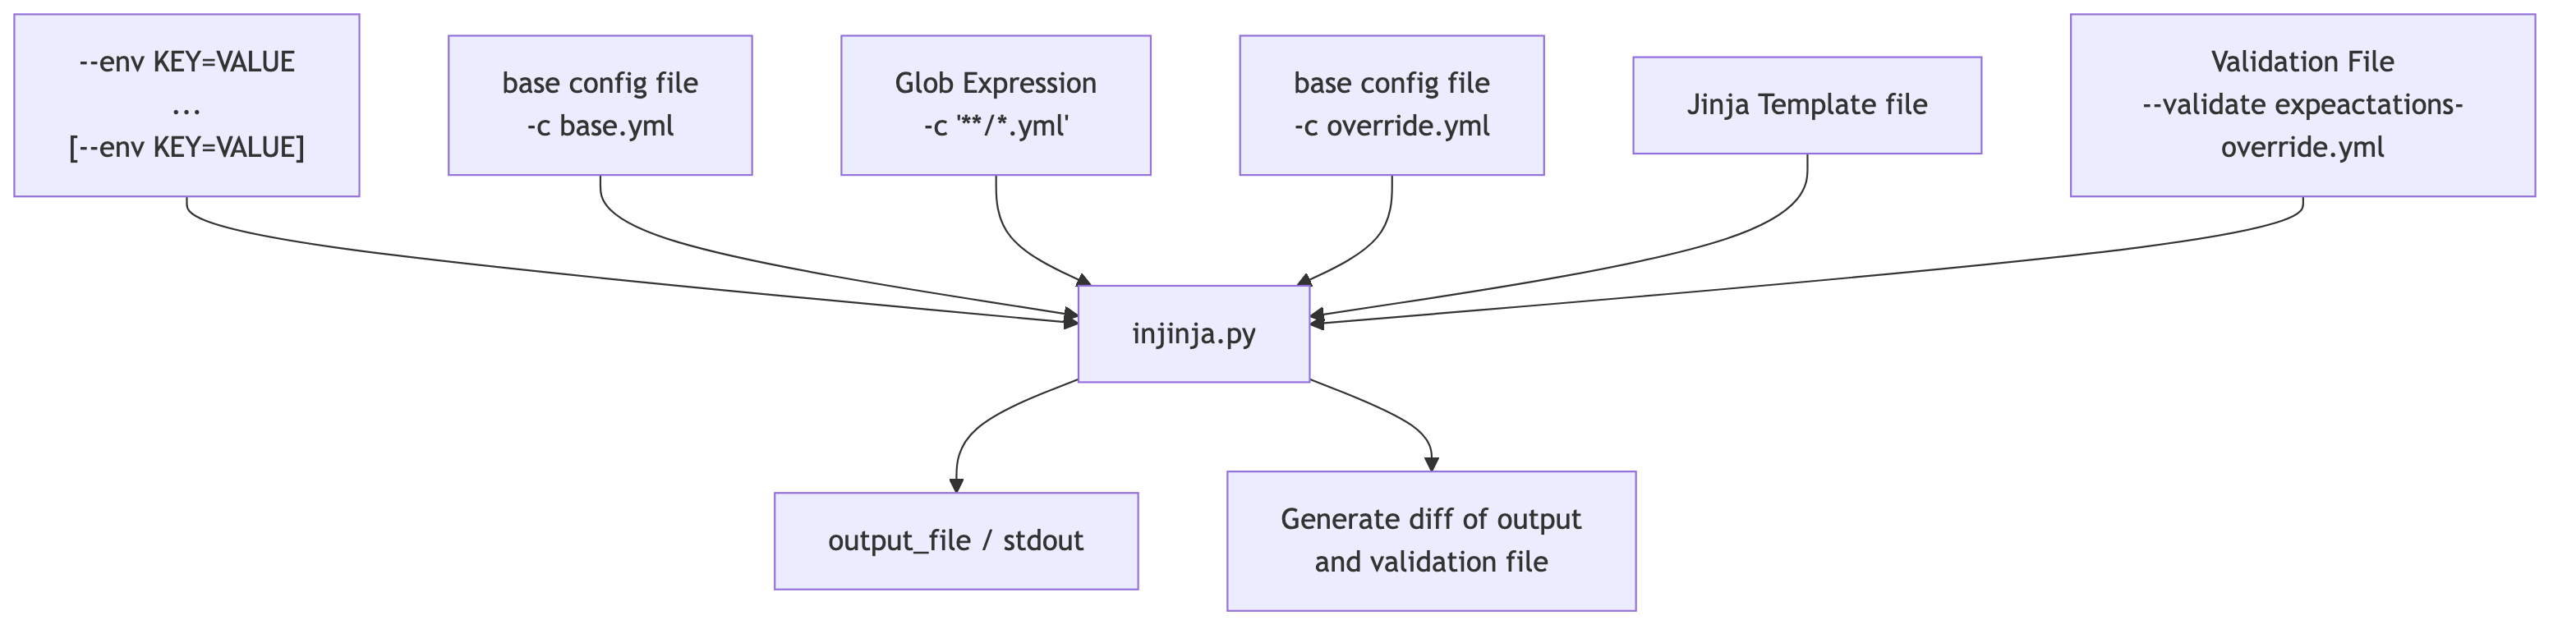 --env KEY=VALUE
...
[--env KEY=VALUE]
base config file
-c base.yml
Glob Expression
-c '**/*.yml'
base config file
-c override.yml
Jinja Template file
Validation File
--validate expeactations-
override.yml
injinja.py
output_file / stdout
Generate diff of output
and validation file